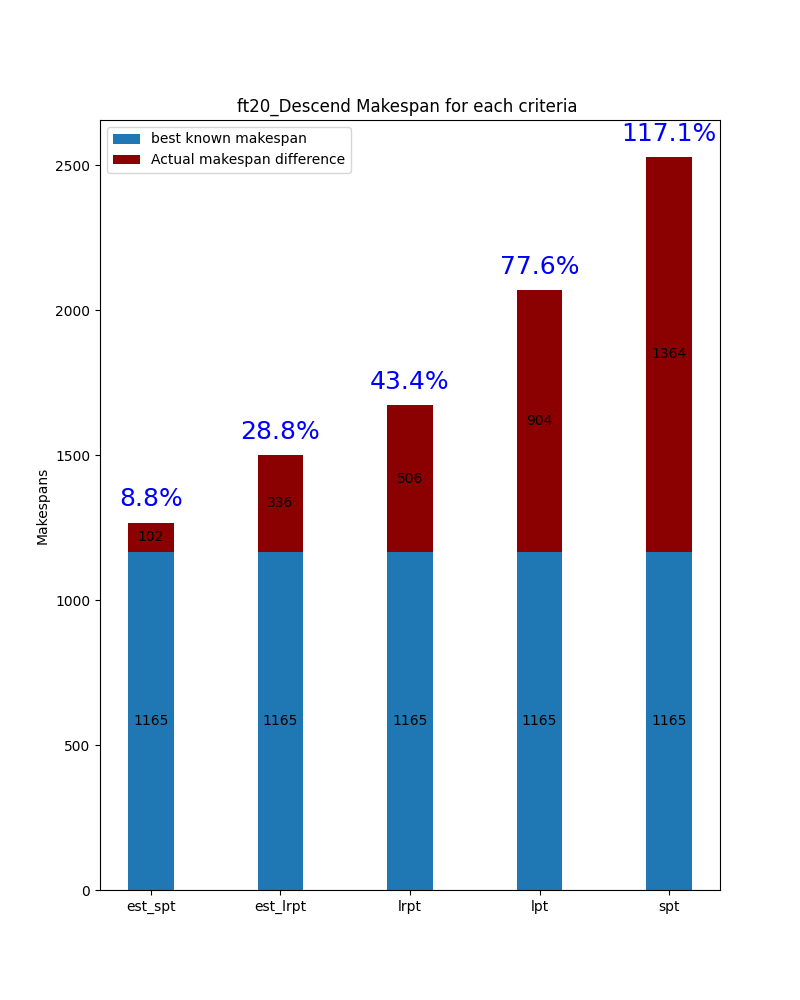 ft20_Descend Makespan for each criteria
best known makespan
Actual makespan difference
117.1%
77.6%
43.4%
28.8%
8.8%
2500
2000
1500
1000
500
0
Makespans
102
336
506
904
1364
1165
1165
1165
1165
1165
est_spt
est_lrpt
lrpt
lpt
spt